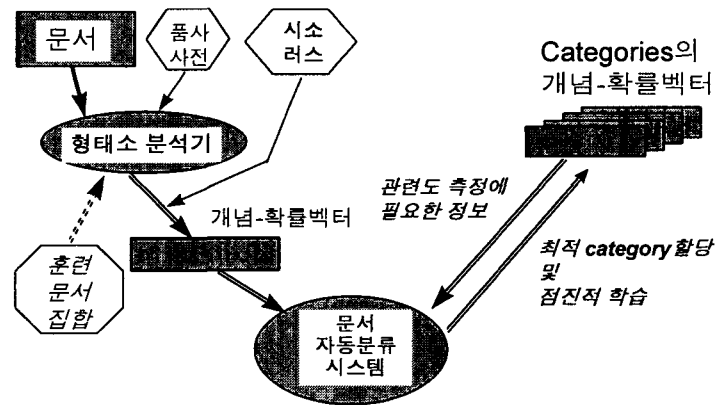 문서
품사
사전
시소
러스
Categories의
개념-확률벡터
형태소 분석기
관련도 측정에
필요한 정보
개념-확률벡터
최적 category할당
및
점진적 학습
훈련
문서
집합
문서
자동분류
시스템